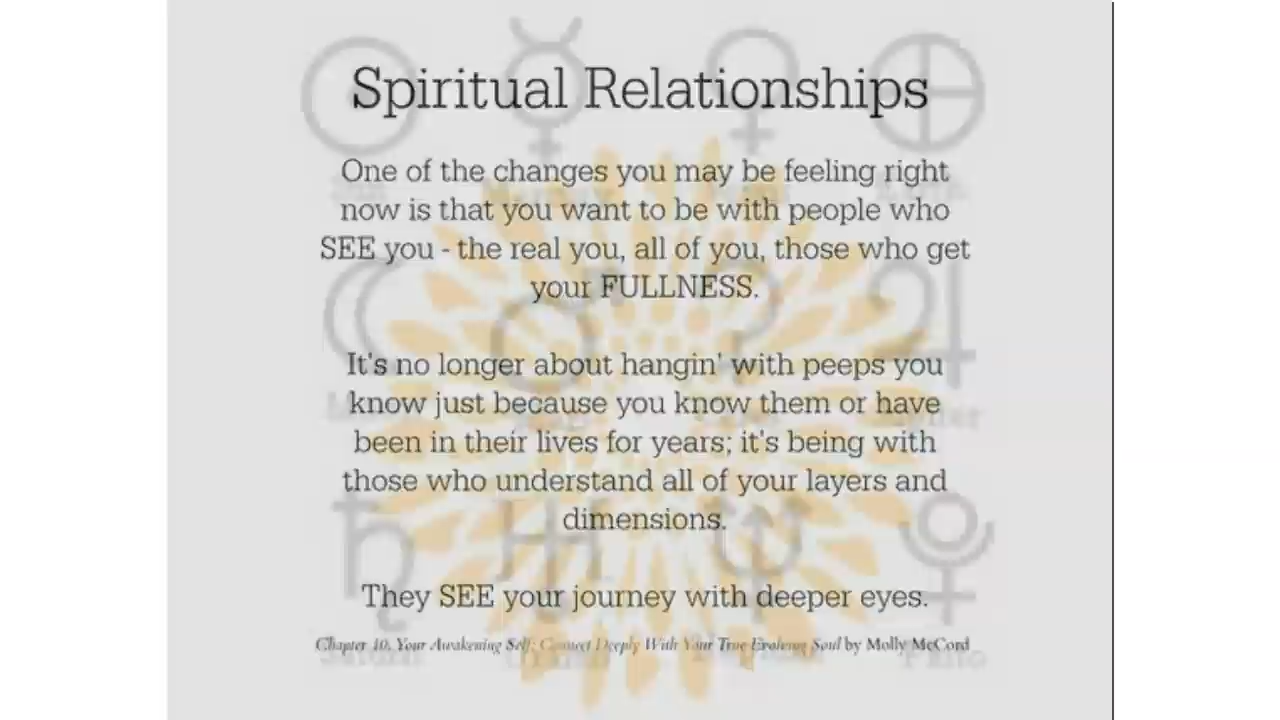 Spiritual Relationships
One of the changes you may be feeling right
now is that you want to be with people who
SEE you - the real you, all of you, those who get
your FULLNESS.
It's no longer about hangin' with peeps you
know just because you know them or have
been in their lives for years; it's being with
those who understand all of your layers and
dimensions.
They SEE your journey with deeper eyes.
Chapter 10, Your Awakening Self: Connect Deeply With Your True Evolving Soul by Molly McCord
Saturn Pluto